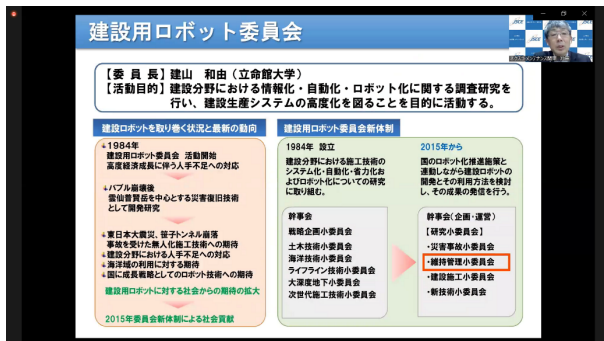 建設用ロボット委員会
JSCE
【委 員 長】建山 和由（立命館大学）
【活動目的】建設分野における情報化・自動化・ロボット化に関する調査研究を
行い、建設生産システムの高度化を図ることを目的に活動する。
建設ロボットを取り巻く状況と最新の動向
1984年
建設用ロボット委員会 活動開始
高度経済成長に伴う人手不足への対応
バブル崩壊後
雲仙普賢岳を中心とする災害復旧技術
として開発研究
東日本大震災、笹子トンネル崩落
事故を受けた無人化施工技術への期待
建設分野における人手不足への対応
海洋域の利用に対する期待
国に成長戦略としてのロボット技術への期待
建設用ロボットに対する社会からの期待の拡大
2015年委員会新体制による社会貢献
建設用ロボット委員会新体制
1984年 設立
建設分野における施工技術の
システム化・自動化・省力化お
よびロボット化についての研究
に取り組む。
幹事会
戦略企画小委員会
土木技術小委員会
海洋技術小委員会
ライフライン技術小委員会
大深度地下小委員会
次世代施工技術小委員会
2015年から
国のロボット化推進施策と
連動しながら建設ロボットの
開発とその利用方法を検討
し、その成果の発信を行う。
幹事会（企画・運営）
【研究小委員会】
・災害事故小委員会
・維持管理小委員会
・建設施工小委員会
・新技術小委員会